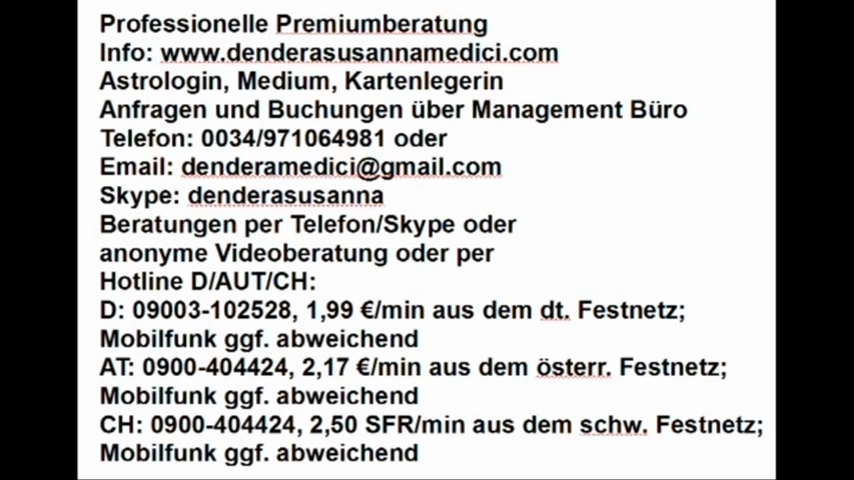 Professionelle Premiumberatung
Info: www.denderasusannamedici.com
Astrologin, Medium, Kartenlegerin
Anfragen und Buchungen über Management Büro
Telefon: 0034/971064981 oder
Email: denderamedici@gmail.com
Skype: denderasusanna
Beratungen per Telefon/Skype oder
anonyme Videoberatung oder per
Hotline D/AUT/CH:
D: 09003-102528, 1,99 €/min aus dem dt. Festnetz;
Mobilfunk ggf. abweichend
AT: 0900-404424, 2,17 €/min aus dem österr. Festnetz;
Mobilfunk ggf. abweichend
CH: 0900-404424, 2,50 SFR/min aus dem schw. Festnetz;
Mobilfunk ggf. abweichend